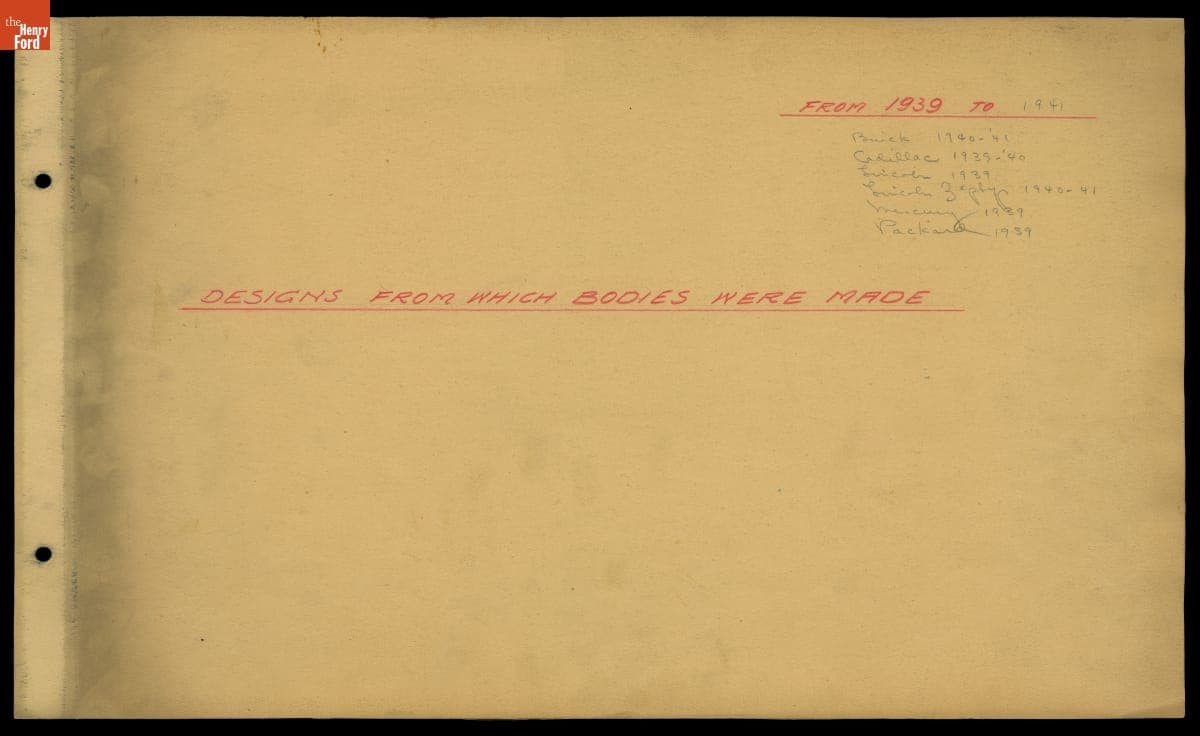 the
Henry
Ford
FROM 1939 TO 1941
Buick 1940-'41
Cadillac 1939-'40
Lincoln 1939
Lincoln Zephyr 1940-41
Mercury 1939
Packard 1939
DESIGNS FROM WHICH BODIES WERE MADE